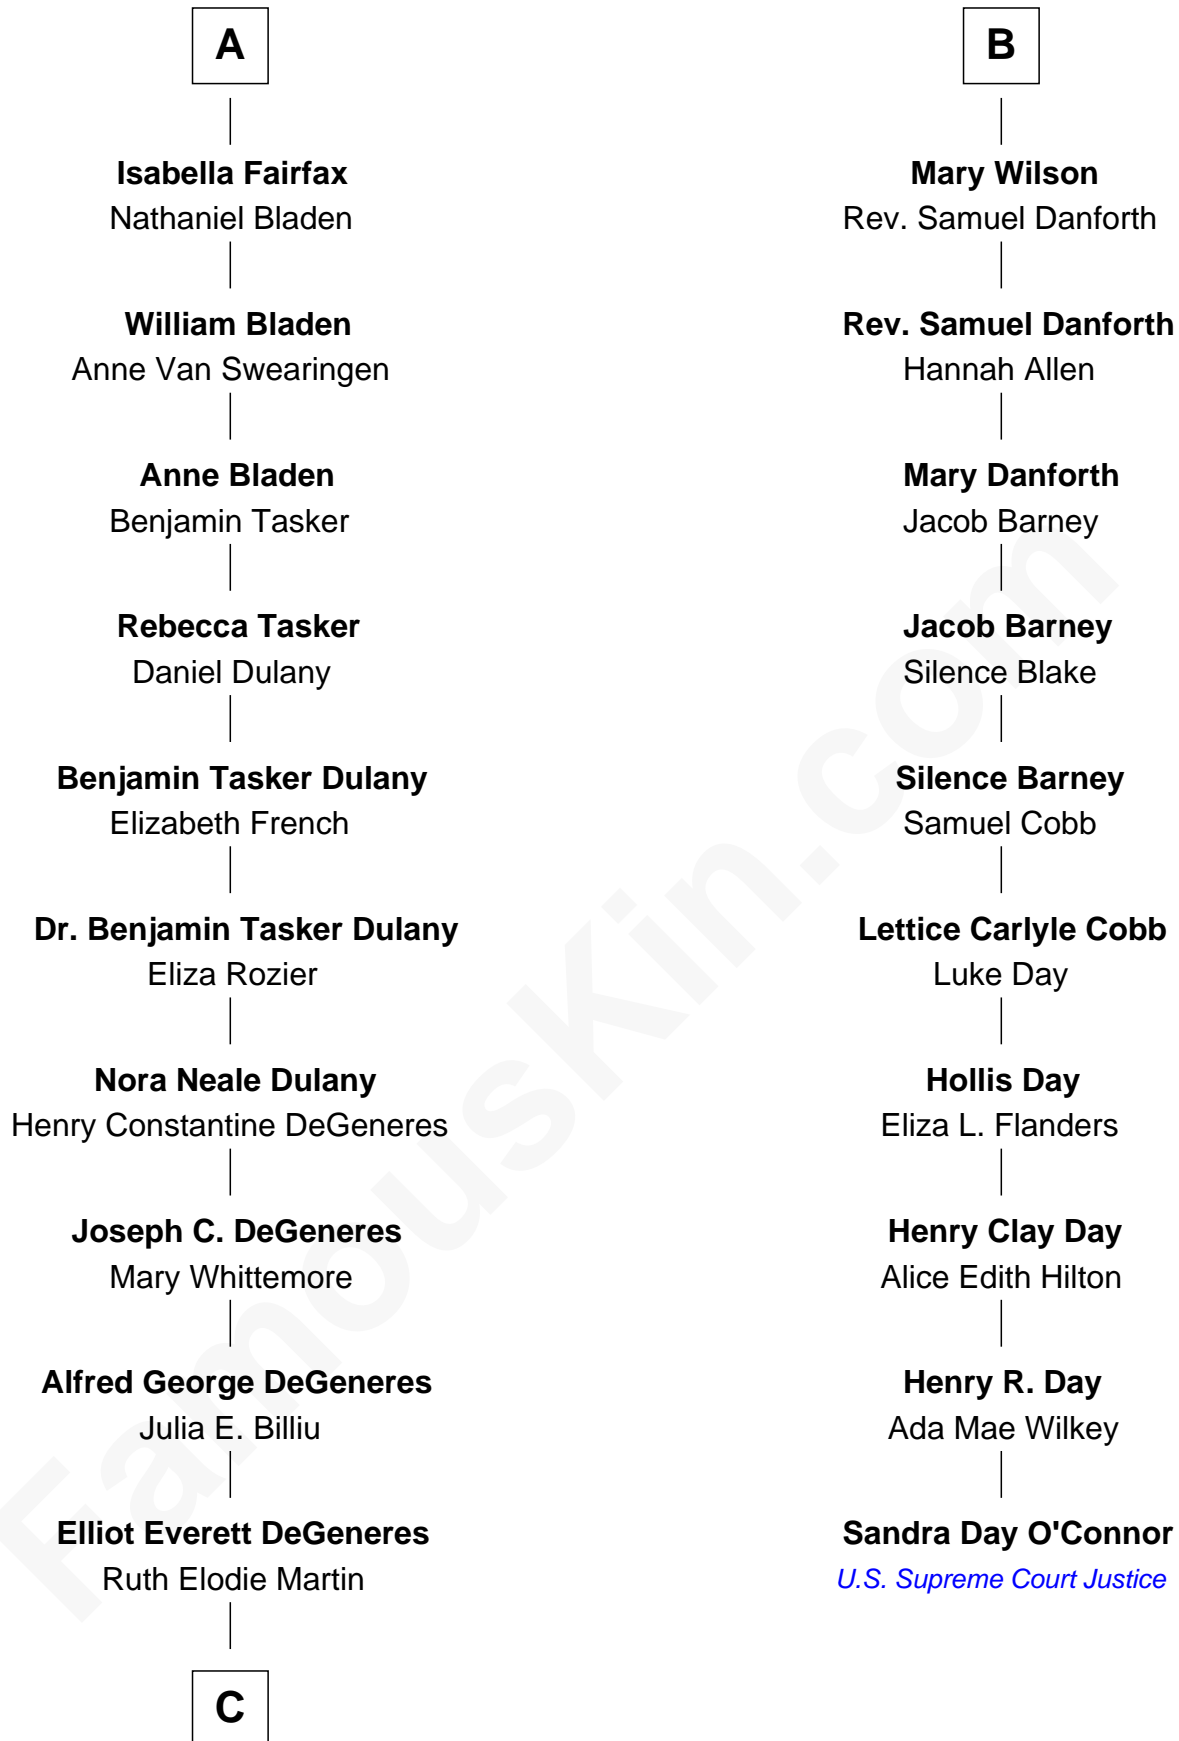 A
Isabella Fairfax
Nathaniel Bladen
William Bladen
Anne Van Swearingen
Anne Bladen
Benjamin Tasker
Rebecca Tasker
Daniel Dulany
Benjamin Tasker Dulany
Elizabeth French
Dr. Benjamin Tasker Dulany
Eliza Rozier
Nora Neale Dulany
Henry Constantine DeGeneres
Joseph C. DeGeneres
Mary Whittemore
Alfred George DeGeneres
Julia E. Billiu
Elliot Everett DeGeneres
Ruth Elodie Martin
C
B
Mary Wilson
Rev. Samuel Danforth
Rev. Samuel Danforth
Hannah Allen
Mary Danforth
Jacob Barney
Jacob Barney
Silence Blake
Silence Barney
Samuel Cobb
Lettice Carlyle Cobb
Luke Day
Hollis Day
Eliza L. Flanders
Henry Clay Day
Alice Edith Hilton
Henry R. Day
Ada Mae Wilkey
Sandra Day O'Connor
U.S. Supreme Court Justice
FamousKin.com